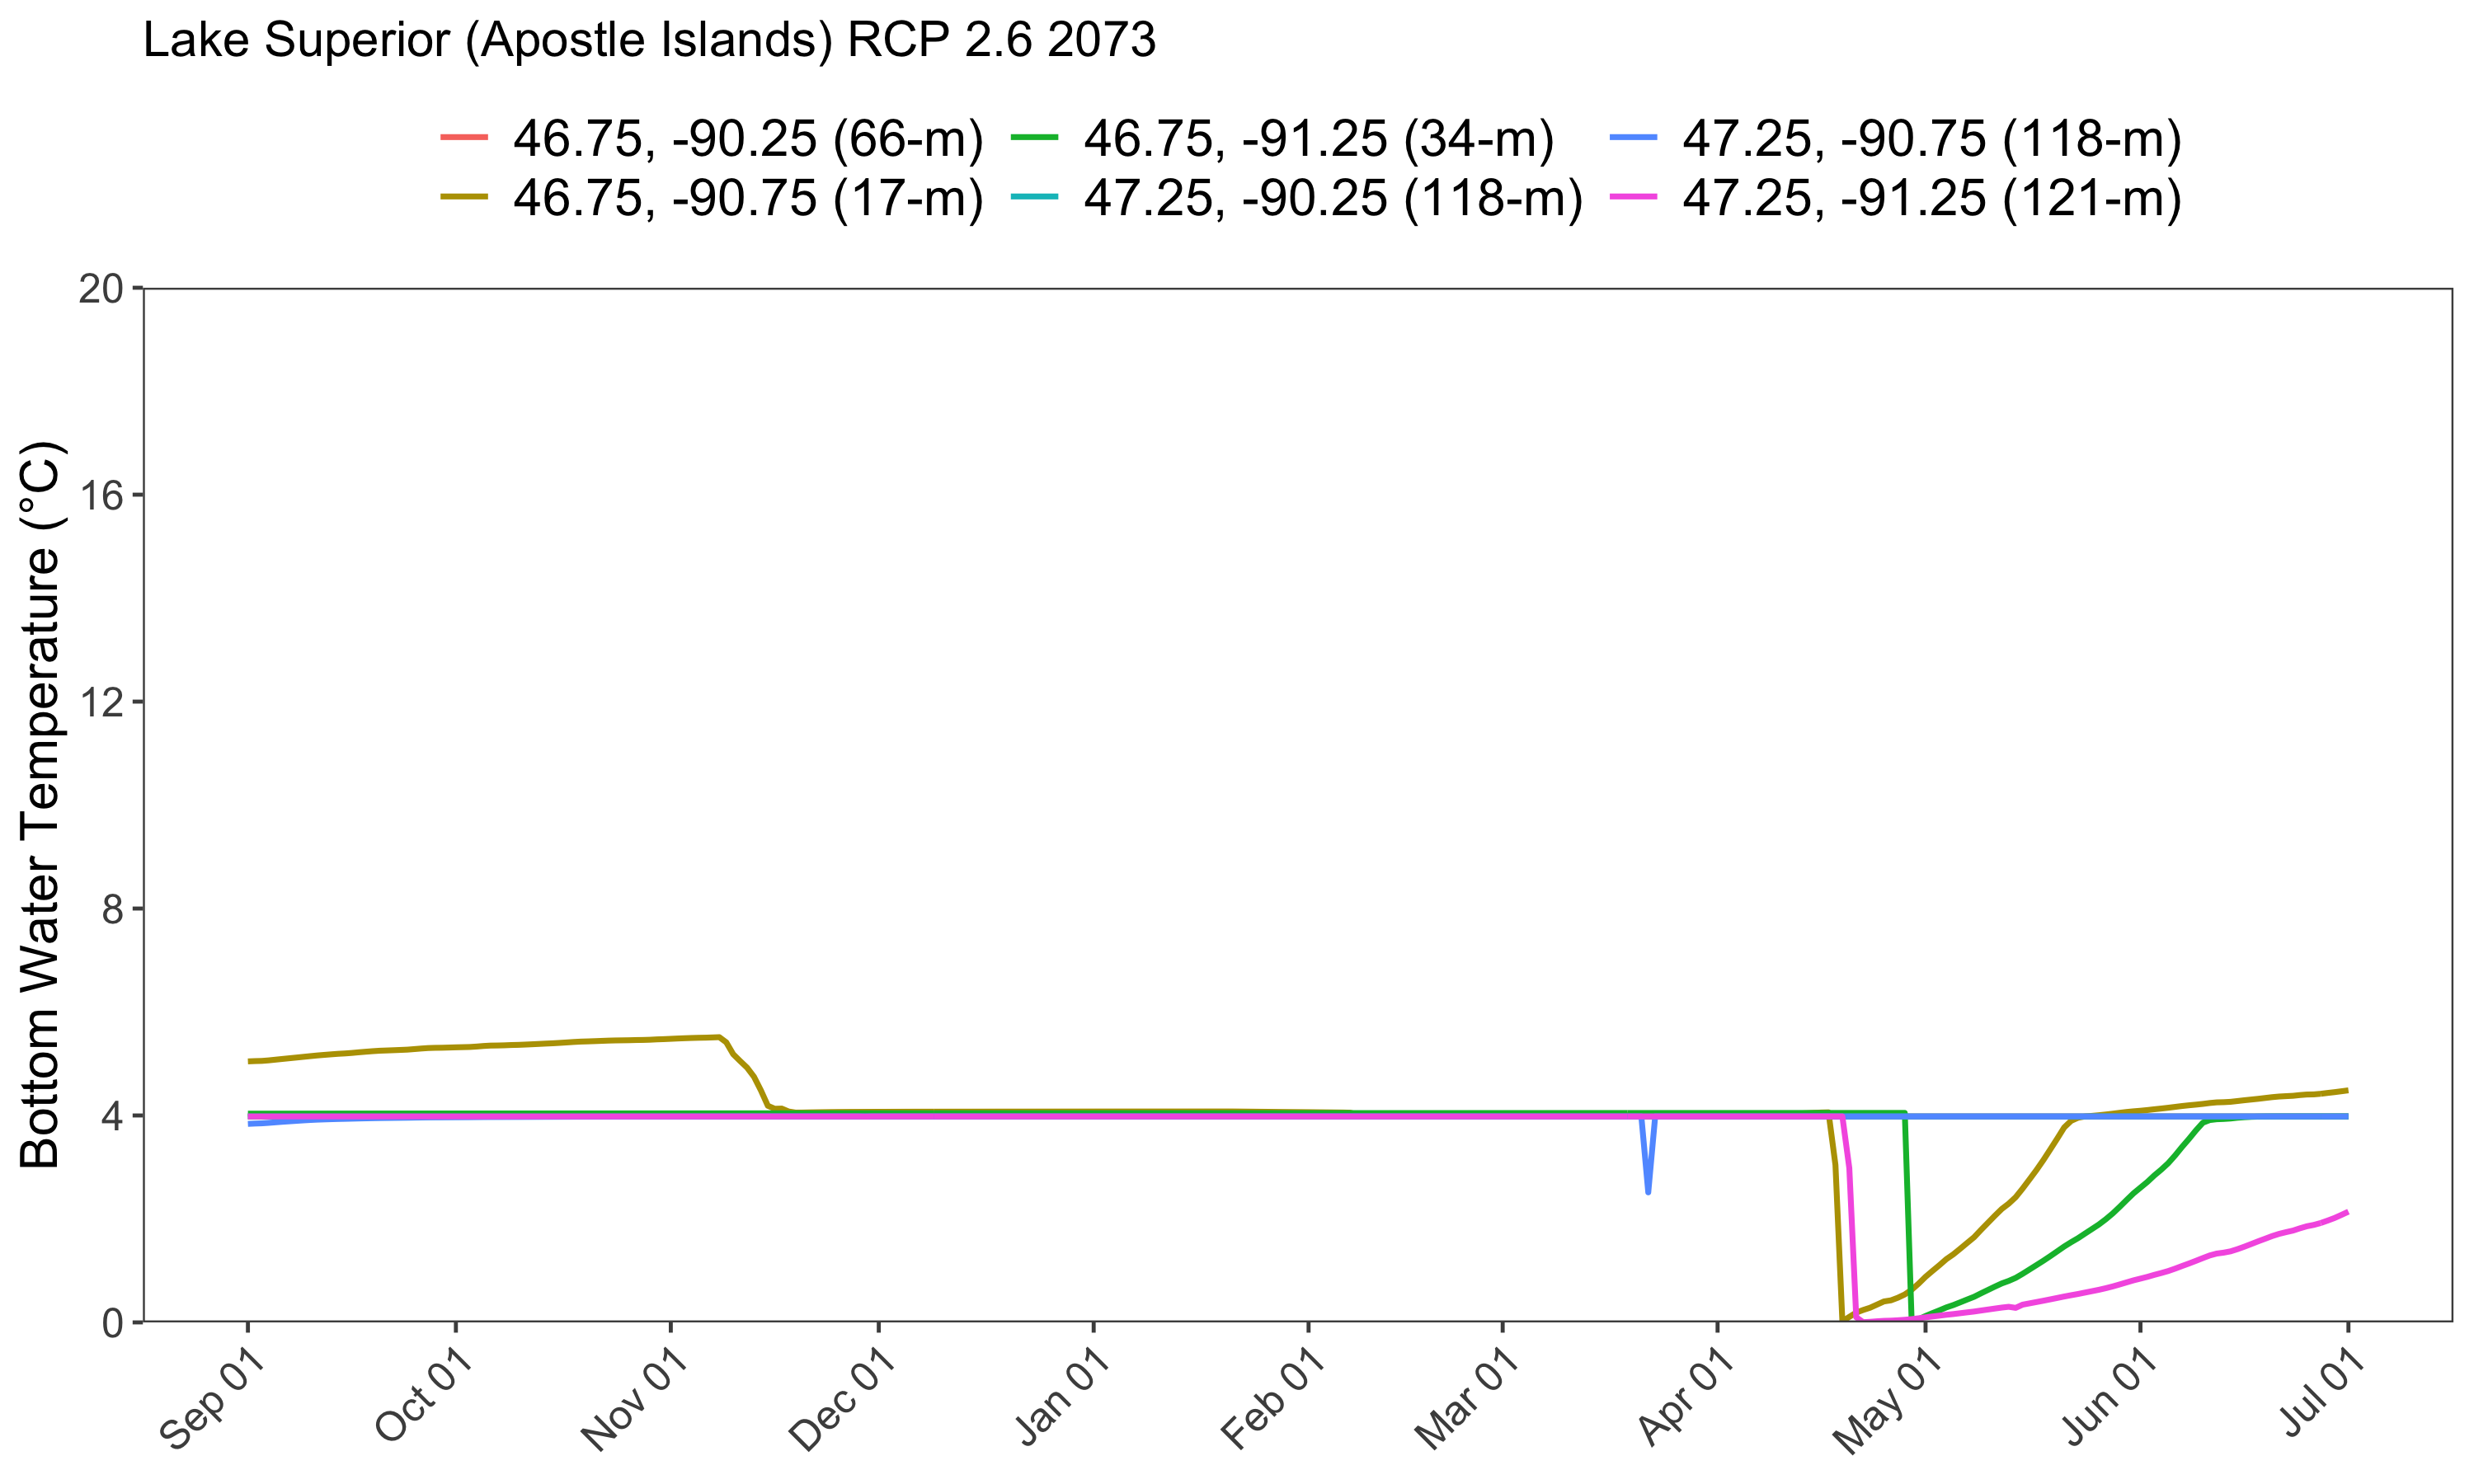 Lake Superior (Apostle Islands) RCP 2.6 2073
46.75, -90.25 (66-m) 46.75, -91.25 (34-m) 47.25, -90.75 (118-m)
46.75, -90.75 (17-m) 47.25, -90.25 (118-m) 47.25, -91.25 (121-m)
Bottom Water Temperature (°C)
20
16
12
8
4
0
Sep 01 Oct 01 Nov 01 Dec 01 Jan 01 Feb 01 Mar 01 Apr 01 May 01 Jun 01 Jul 01